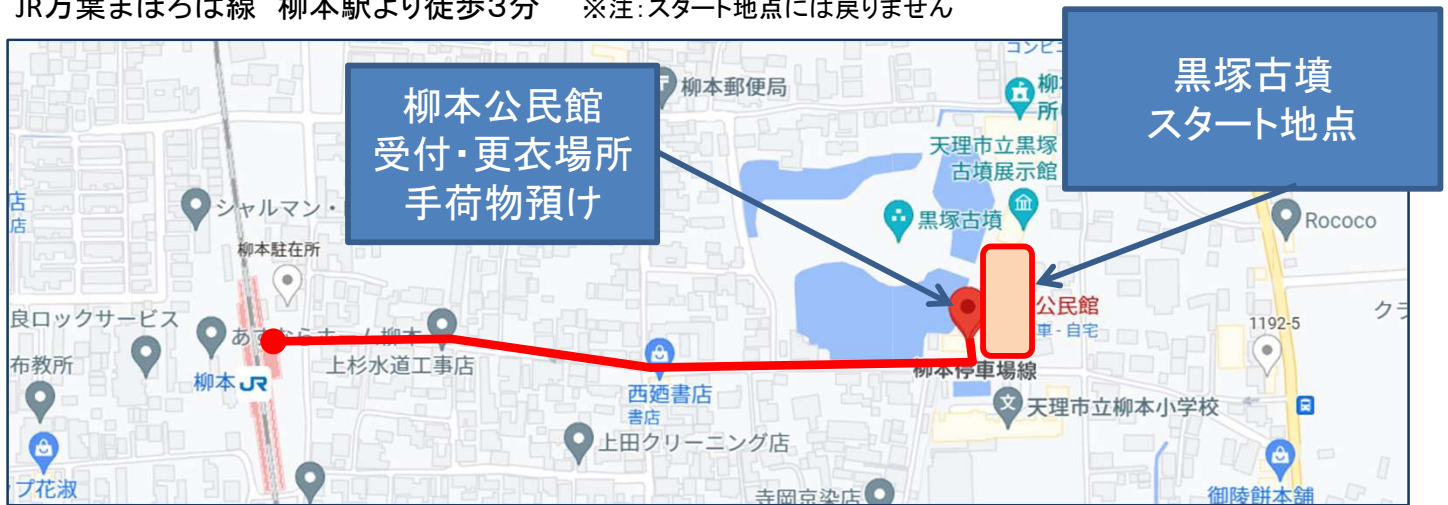 JR万葉まほろば線 柳本駅より徒歩3分 ※注:スタート地点には戻りません
柳本公民館
受付・更衣場所
手荷物預け
黒塚古墳
スタート地点
コンビニ
柳本郵便局
天理市立黒塚
古墳展示館
黒塚古墳
Rococo
シャルマン・
柳本駐在所
店
店
公民館
車・自宅
1192-5
良ロックサービス
上杉水道工事店
布教所
柳本 JR
西廼書店
書店
柳本停車場線
天理市立柳本小学校
上田クリーニング店
プ花淑
寺岡京染店
御陵餅本舗